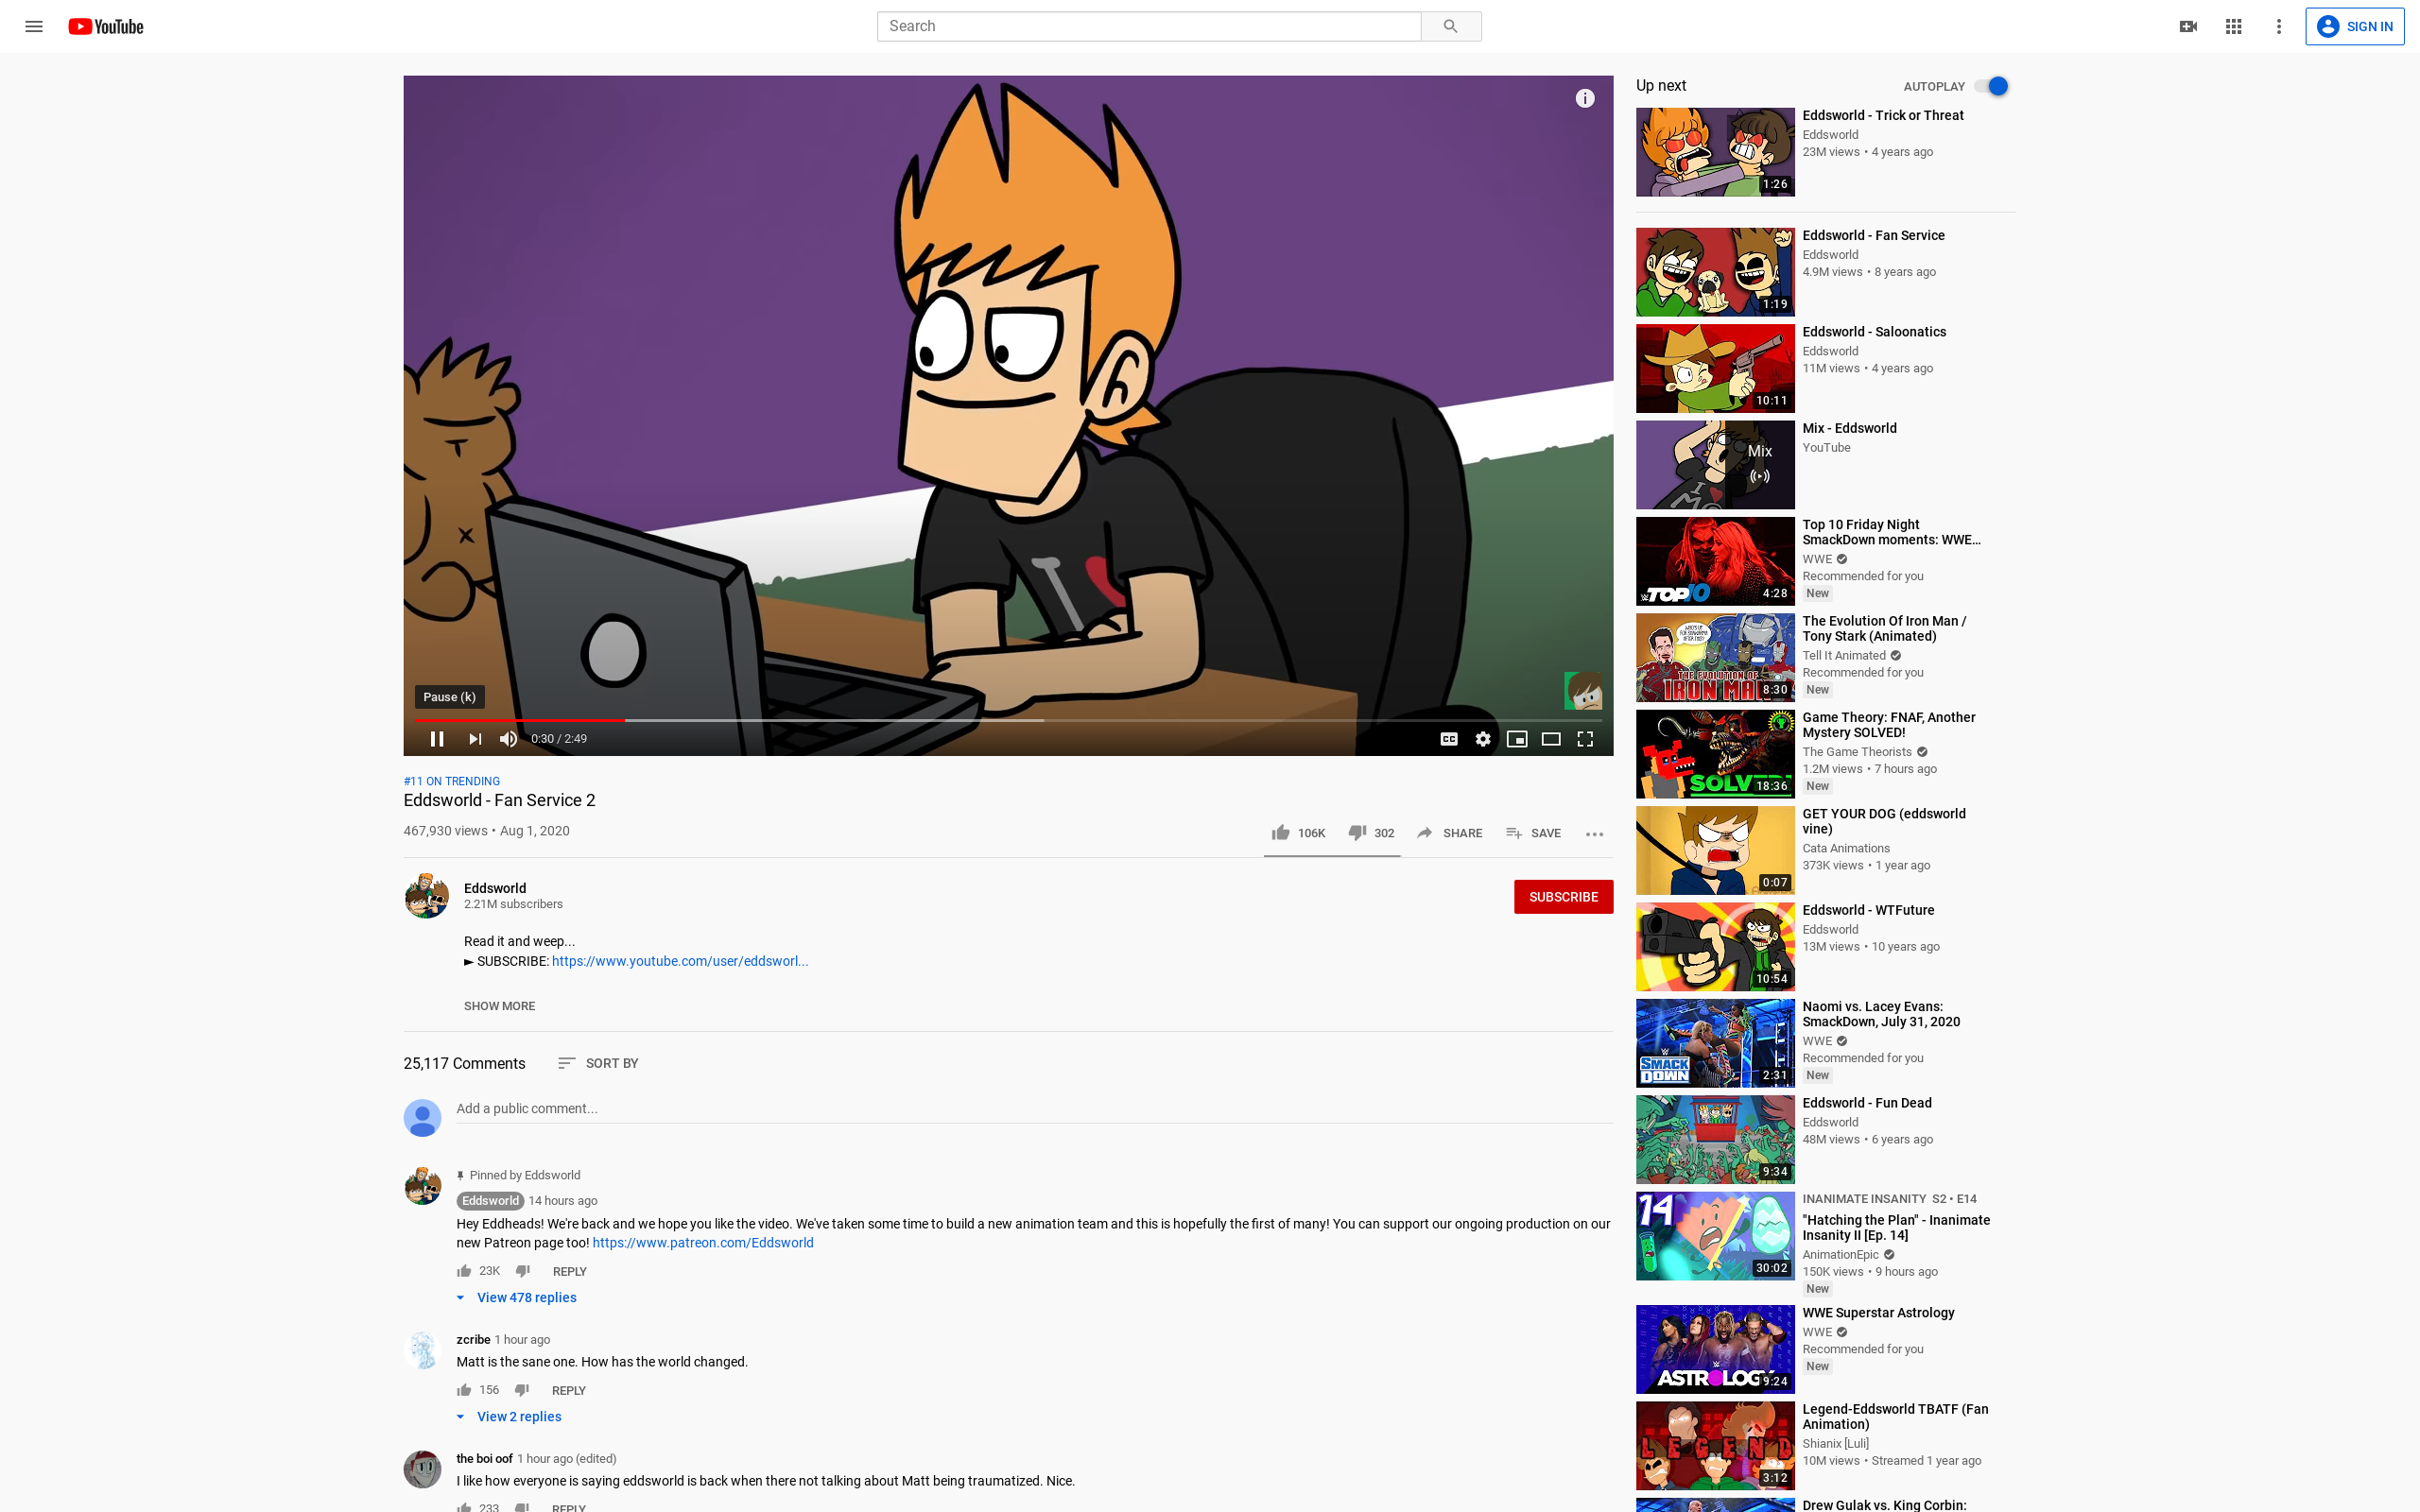 YouTube
Search
SIGN IN
I
Pause (k)
0:30 / 2:49
CC
#11 ON TRENDING
Eddsworld - Fan Service 2
467,930 views • Aug 1, 2020
106K
302
SHARE
SAVE
Eddsworld
2.21M subscribers
SUBSCRIBE
Read it and weep...
► SUBSCRIBE: https://www.youtube.com/user/eddsworl...
SHOW MORE
25,117 Comments
SORT BY
Add a public comment...
Pinned by Eddsworld
Eddsworld 14 hours ago
Hey Eddheads! We're back and we hope you like the video. We've taken some time to build a new animation team and this is hopefully the first of many! You can support our ongoing production on our
new Patreon page too! https://www.patreon.com/Eddsworld
23K
REPLY
View 478 replies
zcribe 1 hour ago
Matt is the sane one. How has the world changed.
156
REPLY
View 2 replies
the boi oof 1 hour ago (edited)
I like how everyone is saying eddsworld is back when there not talking about Matt being traumatized. Nice.
233
REPLY
Up next
AUTOPLAY
1:26
Eddsworld - Trick or Threat
Eddsworld
23M views • 4 years ago
1:19
Eddsworld - Fan Service
Eddsworld
4.9M views • 8 years ago
10:11
Eddsworld - Saloonatics
Eddsworld
11M views • 4 years ago
Mix
Mix - Eddsworld
YouTube
TOP 10
4:28
Top 10 Friday Night
SmackDown moments: WWE...
WWE
Recommended for you
New
THE EVOLUTION OF
IRON MAN
8:30
The Evolution Of Iron Man /
Tony Stark (Animated)
Tell It Animated
Recommended for you
New
SOLVED!
18:36
Game Theory: FNAF, Another
Mystery SOLVED!
The Game Theorists
1.2M views • 7 hours ago
New
0:07
GET YOUR DOG (eddsworld
vine)
Cata Animations
373K views • 1 year ago
10:54
Eddsworld - WTFuture
Eddsworld
13M views • 10 years ago
SMACK
DOWN
2:31
Naomi vs. Lacey Evans:
SmackDown, July 31, 2020
WWE
Recommended for you
New
9:34
Eddsworld - Fun Dead
Eddsworld
48M views • 6 years ago
14
30:02
INANIMATE INSANITY S2 • E14
"Hatching the Plan" - Inanimate
Insanity II [Ep. 14]
AnimationEpic
150K views • 9 hours ago
New
ASTROLOGY
9:24
WWE Superstar Astrology
WWE
Recommended for you
New
LEGEND
3:12
Legend-Eddsworld TBATF (Fan
Animation)
Shianix [Luli]
10M views • Streamed 1 year ago
Drew Gulak vs. King Corbin: